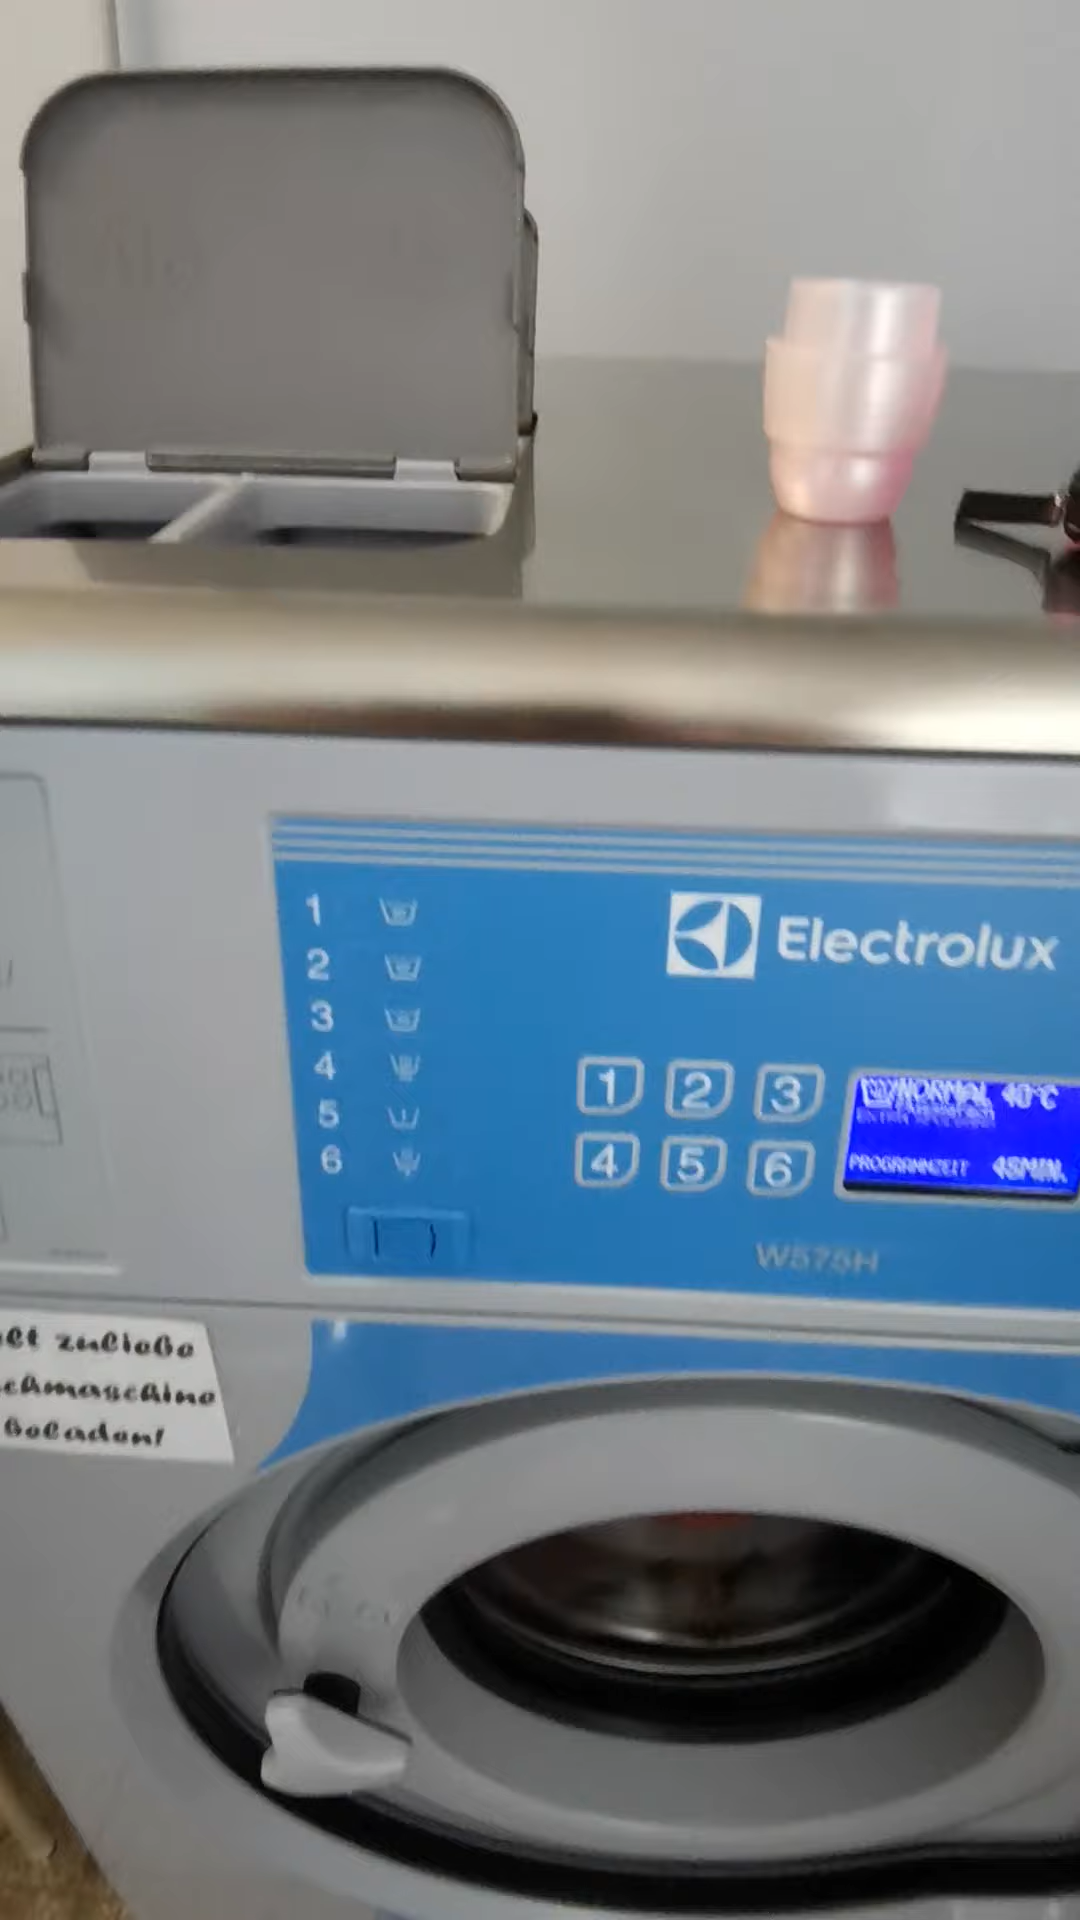 1
2
3
4
5
6
Electrolux
1 2 3
4 5 6
NORMAL 40°C
PROGRAMMZEIT 45MIN.
W575H
zuliebe
beladen!